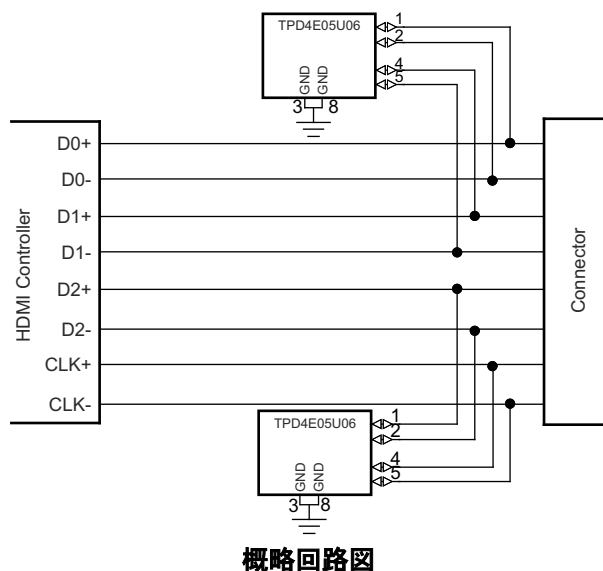 TPD4E05U06
1
2
4
5
GND
GND
3
8
HDMI Controller
D0+
D0-
D1+
D1-
D2+
D2-
CLK+
CLK-
Connector
TPD4E05U06
1
2
4
5
GND
GND
3
8
概略回路図